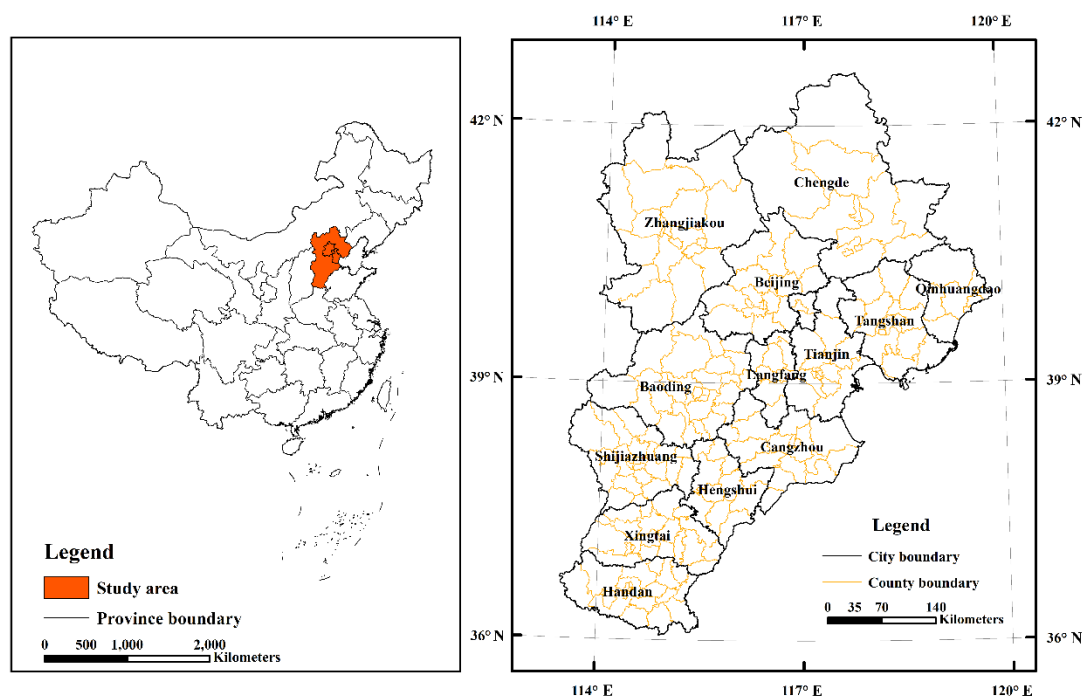 114° E 117° E 120° E
42° N
42° N
Chengde
Zhangjiakou
Beijing
Qinhuangdao
Tangshan
Tianjin
Langfang
39° N
39° N
Baoding
Cangzhou
Shijiazhuang
Hengshui
Xingtai
Handan
36° N
36° N
114° E 117° E 120° E
Legend
Study area
Province boundary
0 500 1,000 2,000
Kilometers
Legend
City boundary
County boundary
0 35 70 140
Kilometers